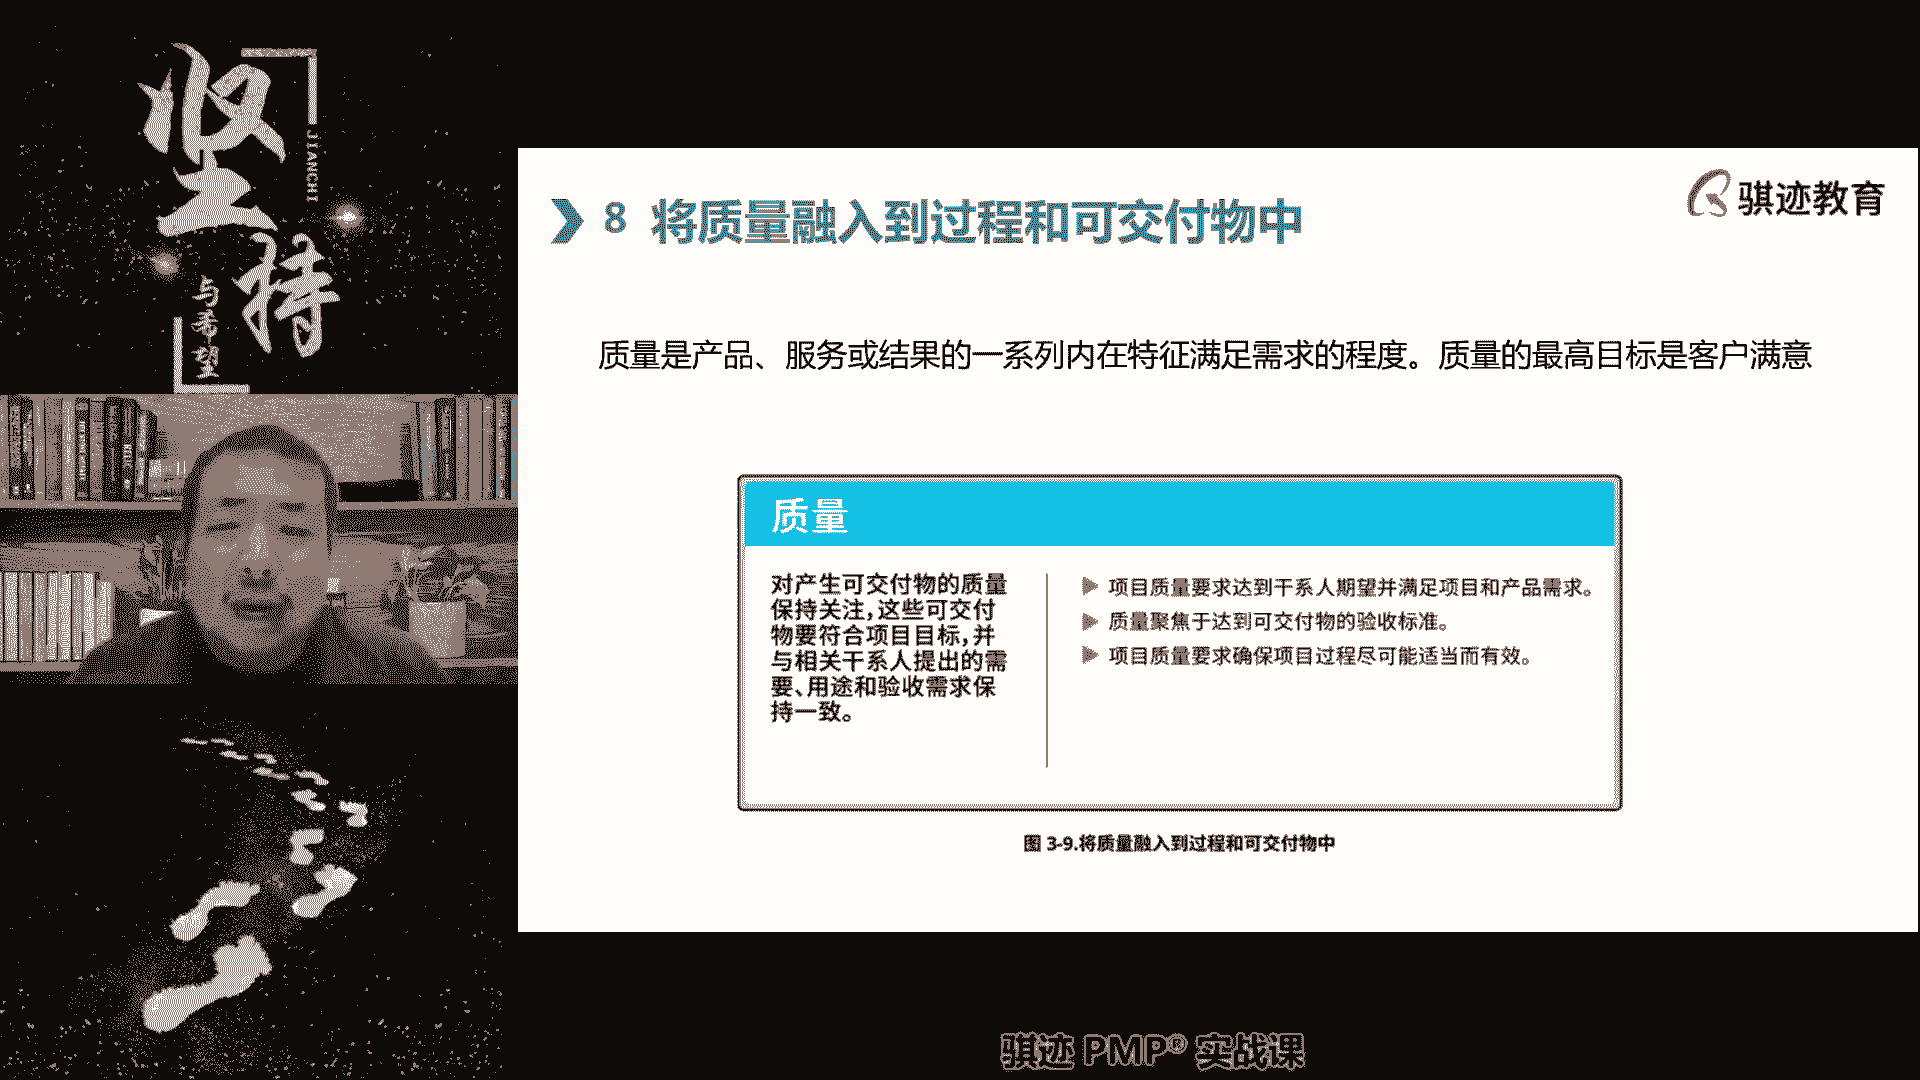 坚持
JIANCHI
与希望
8 将质量融入到过程和可交付物中
骐迹教育
质量是产品、服务或结果的一系列内在特征满足需求的程度。质量的最高目标是客户满意
质量
对产生可交付物的质量
保持关注，这些可交付
物要符合项目目标，并
与相关干系人提出的需
要、用途和验收需求保
持一致。
项目质量要求达到干系人期望并满足项目和产品需求。
质量聚焦于达到可交付物的验收标准。
项目质量要求确保项目过程尽可能适当而有效。
图 3-9.将质量融入到过程和可交付物中
骐迹 PMP® 实战课